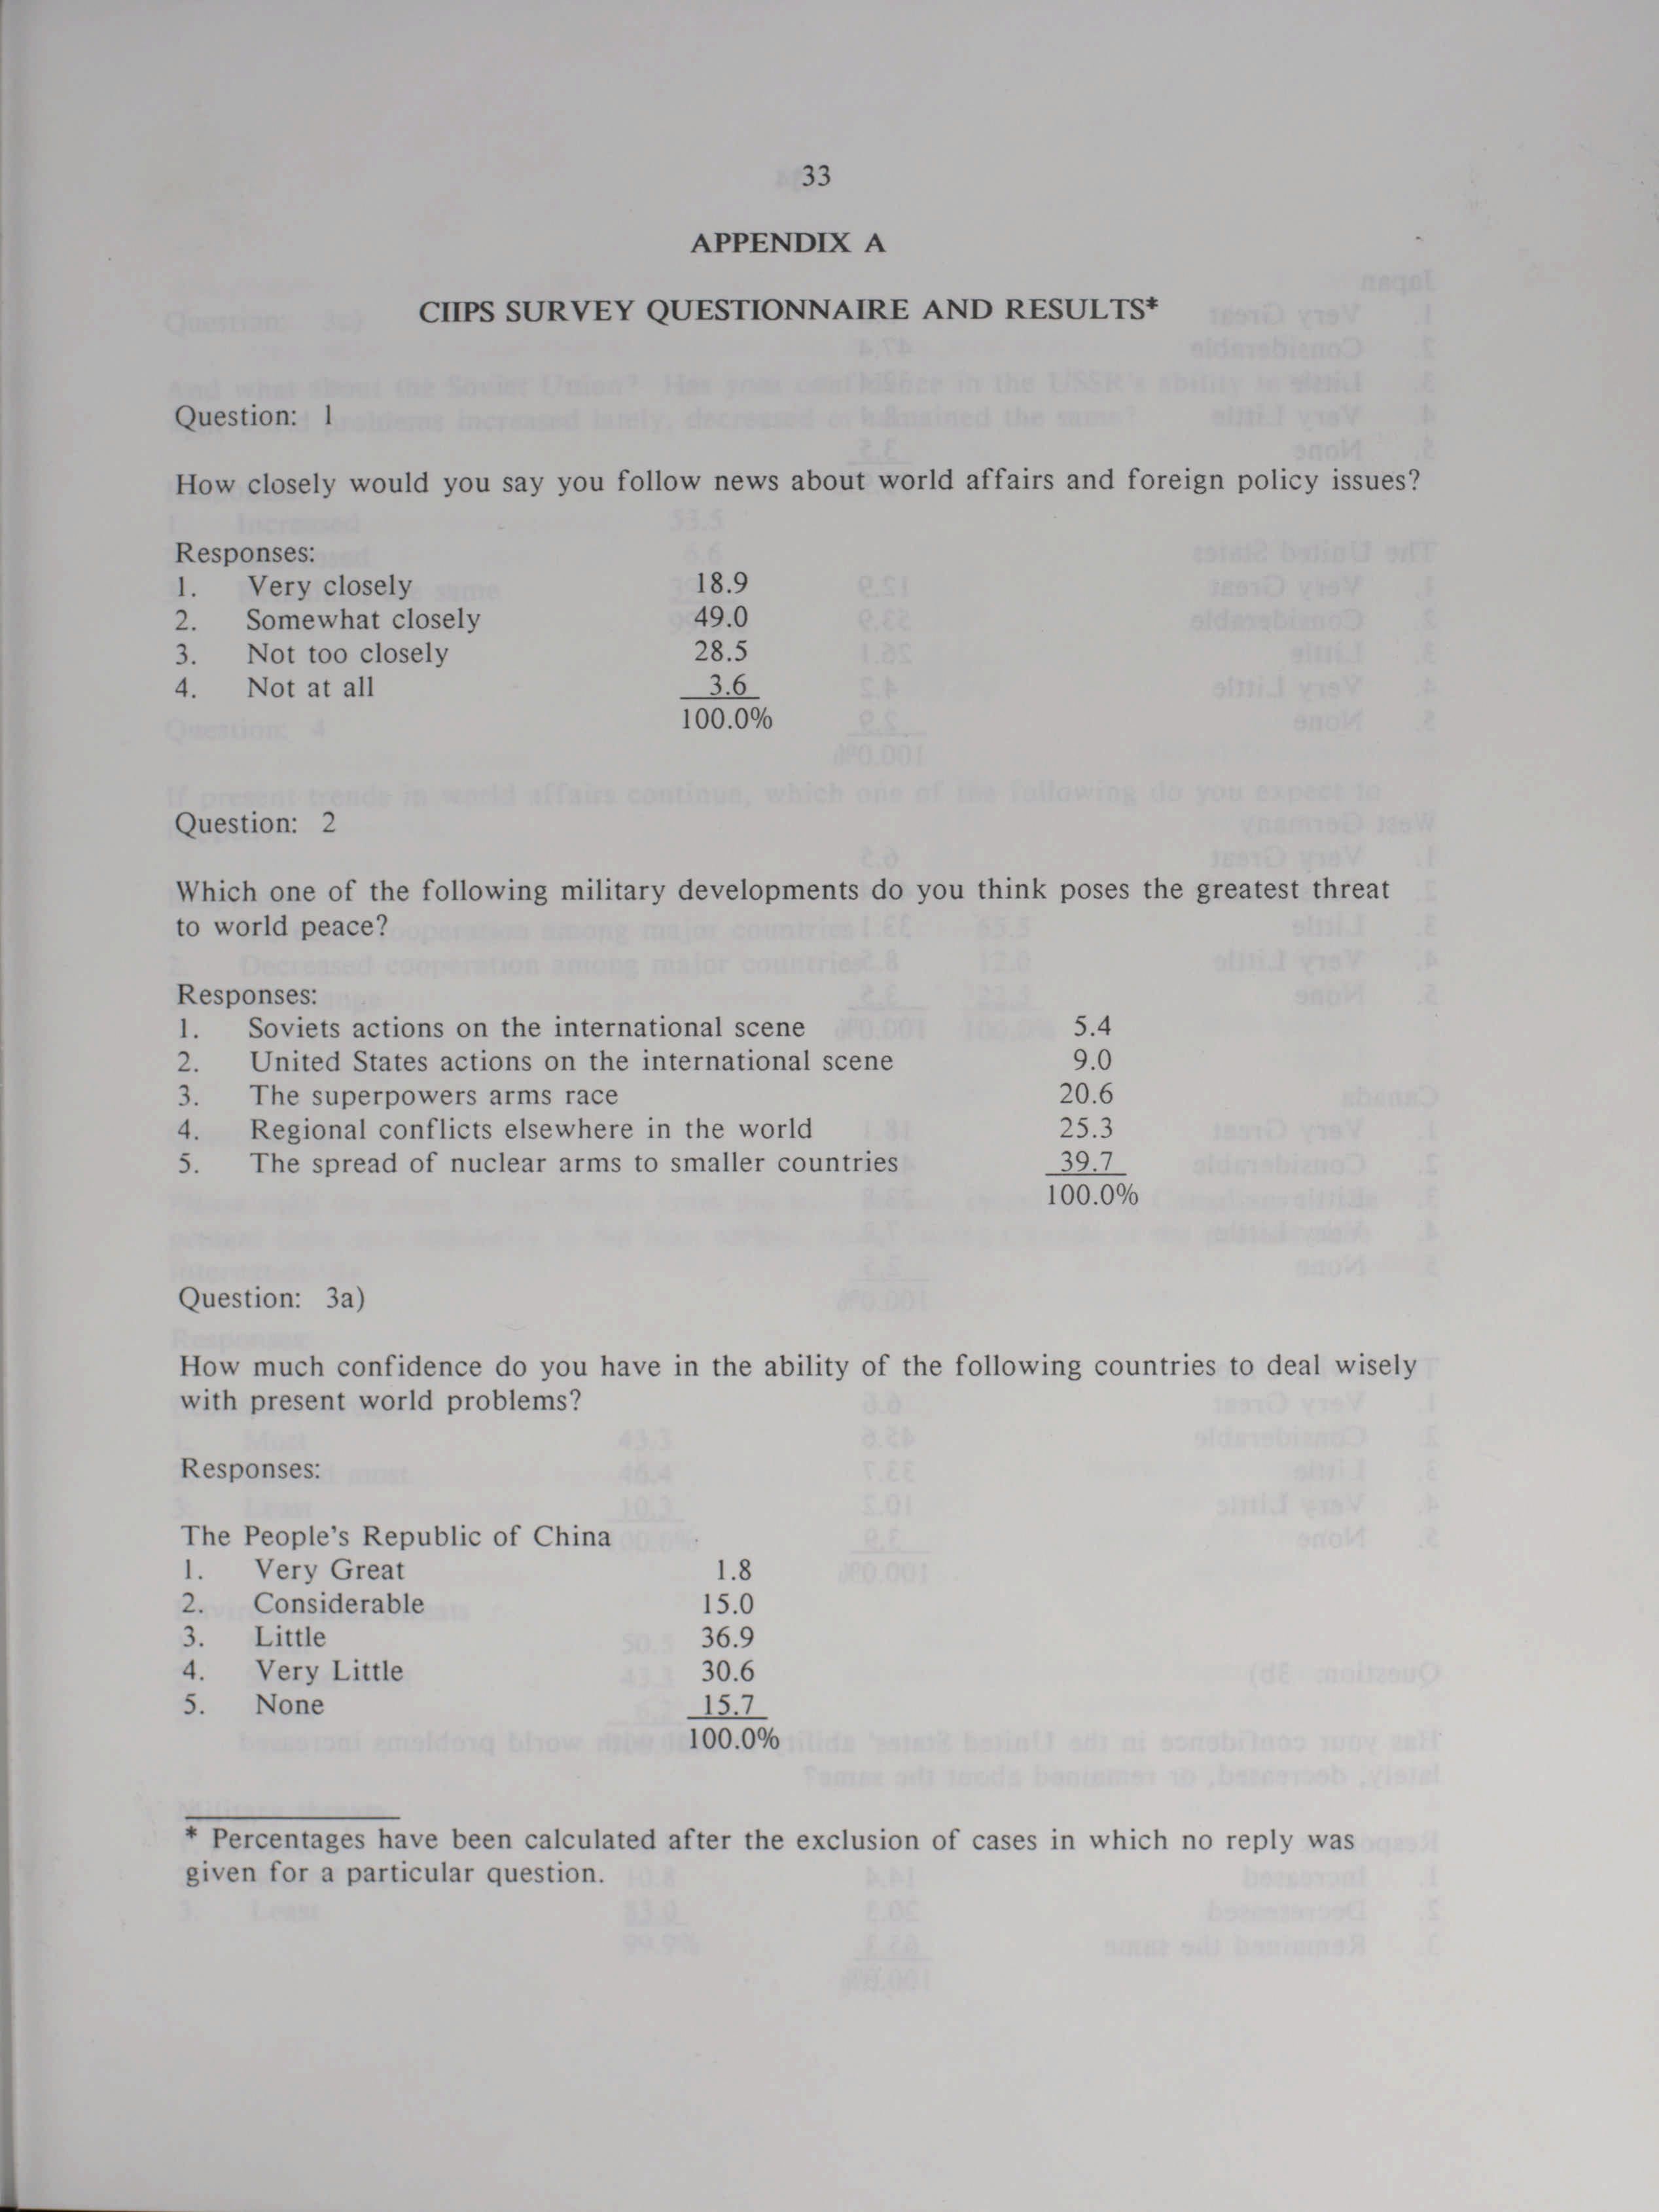 33
APPENDIX A
CIIPS SURVEY QUESTIONNAIRE AND RESULTS*
Question: 1
How closely would you say you follow news about world affairs and foreign policy issues?
Responses:
1. Very closely 18.9
2. Somewhat closely 49.0
3. Not too closely 28.5
4. Not at all 3.6
100.0%
Question: 2
Which one of the following military developments do you think poses the greatest threat
to world peace?
Responses:
1. Soviets actions on the international scene 5.4
2. United States actions on the international scene 9.0
3. The superpowers arms race 20.6
4. Regional conflicts elsewhere in the world 25.3
5. The spread of nuclear arms to smaller countries 39.7
100.0%
Question: 3a)
How much confidence do you have in the ability of the following countries to deal wisely
with present world problems?
Responses:
The People's Republic of China
1. Very Great 1.8
2. Considerable 15.0
3. Little 36.9
4. Very Little 30.6
5. None 15.7
100.0%
* Percentages have been calculated after the exclusion of cases in which no reply was
given for a particular question.